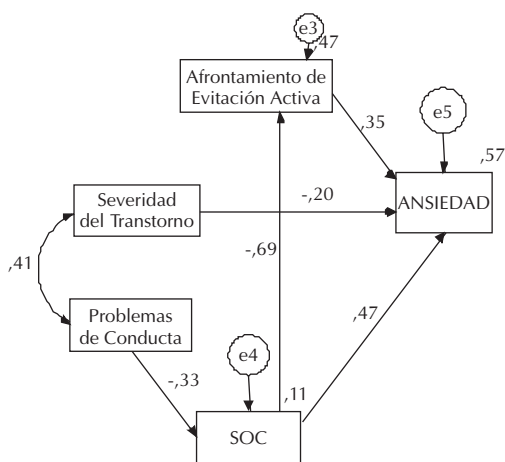 e3
,47
Afrontamiento de
Evitación Activa
,35
e5
,57
ANSIEDAD
Severidad
del Transtorno
-,20
,41
-,69
Problemas
de Conducta
,47
e4
-,33
,11
SOC